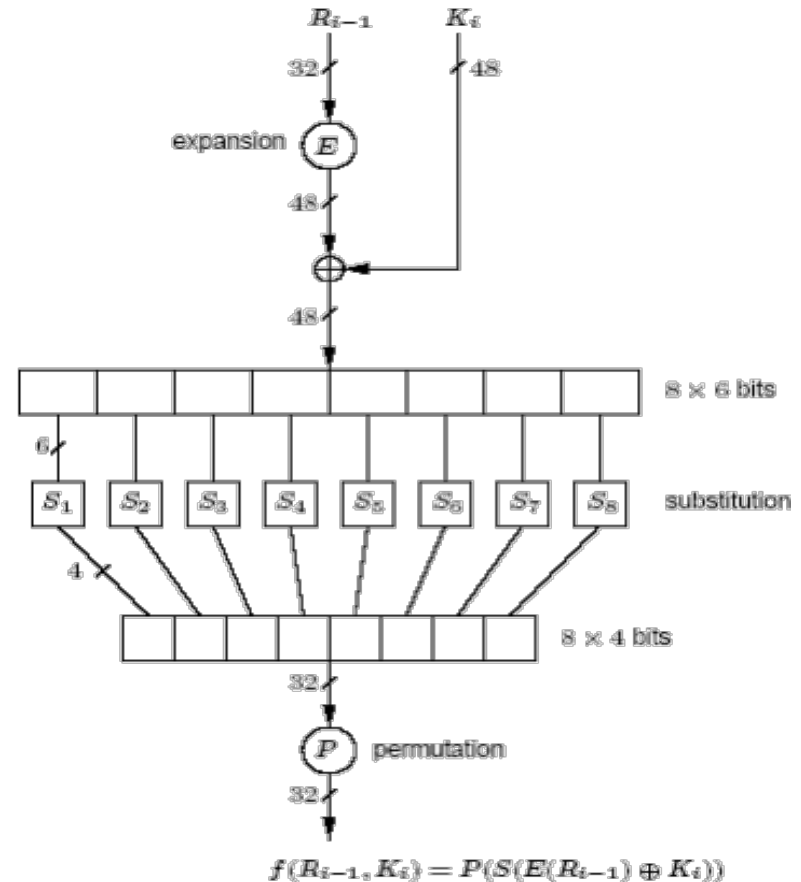 R_{i−1} K_i
32 48
expansion E
48
48
8 × 6 bits
6
S_1 S_2 S_3 S_4 S_5 S_6 S_7 S_8 substitution
4
8 × 4 bits
32
P permutation
32
f(R_{i−1}, K_i) = P(S(E(R_{i−1}) ⊕ K_i))